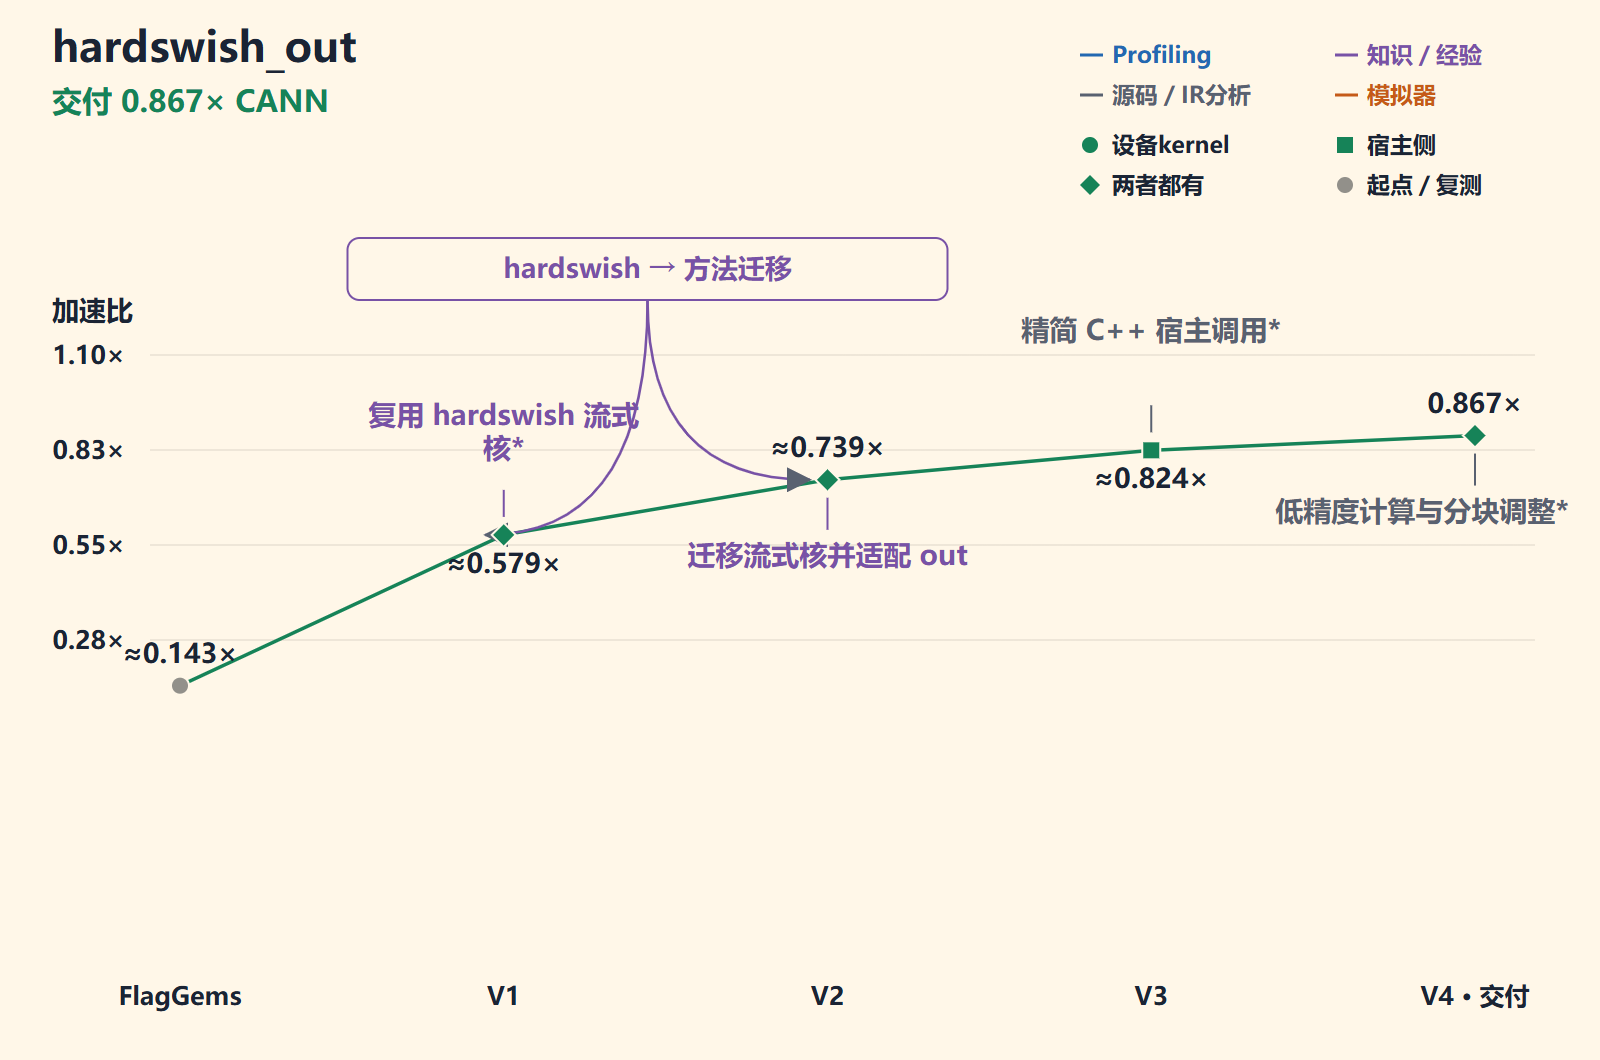 hardswish_out
交付 0.867× CANN
Profiling
知识 / 经验
源码 / IR分析
模拟器
设备kernel
宿主侧
两者都有
起点 / 复测
hardswish → 方法迁移
加速比
精简 C++ 宿主调用*
1.10×
0.867×
复用 hardswish 流式
核*
0.83×
≈0.739×
≈0.824×
低精度计算与分块调整*
0.55×
≈0.579×
迁移流式核并适配 out
0.28×
≈0.143×
FlagGems
V1
V2
V3
V4 • 交付